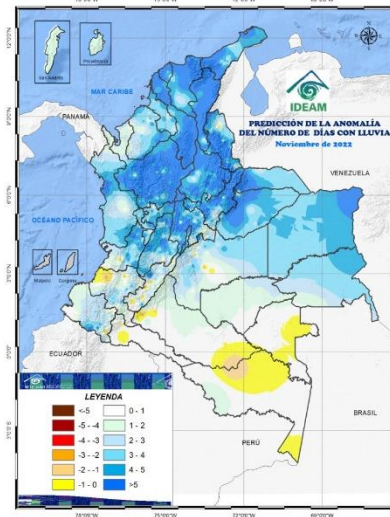 San Andrés
Providencia
MAR CARIBE
PANAMÁ
IDEAM
PREDICCIÓN DE LA ANOMALÍA
DEL NÚMERO DE DÍAS CON LLUVIA
Noviembre de 2022
VENEZUELA
OCÉANO PACÍFICO
Malpelo
Gorgona
ECUADOR
BRASIL
PERÚ
LEYENDA
<-5
-5 - -4
-4 - -3
-3 - -2
-2 - -1
-1 - 0
0 - 1
1 - 2
2 - 3
3 - 4
4 - 5
>5